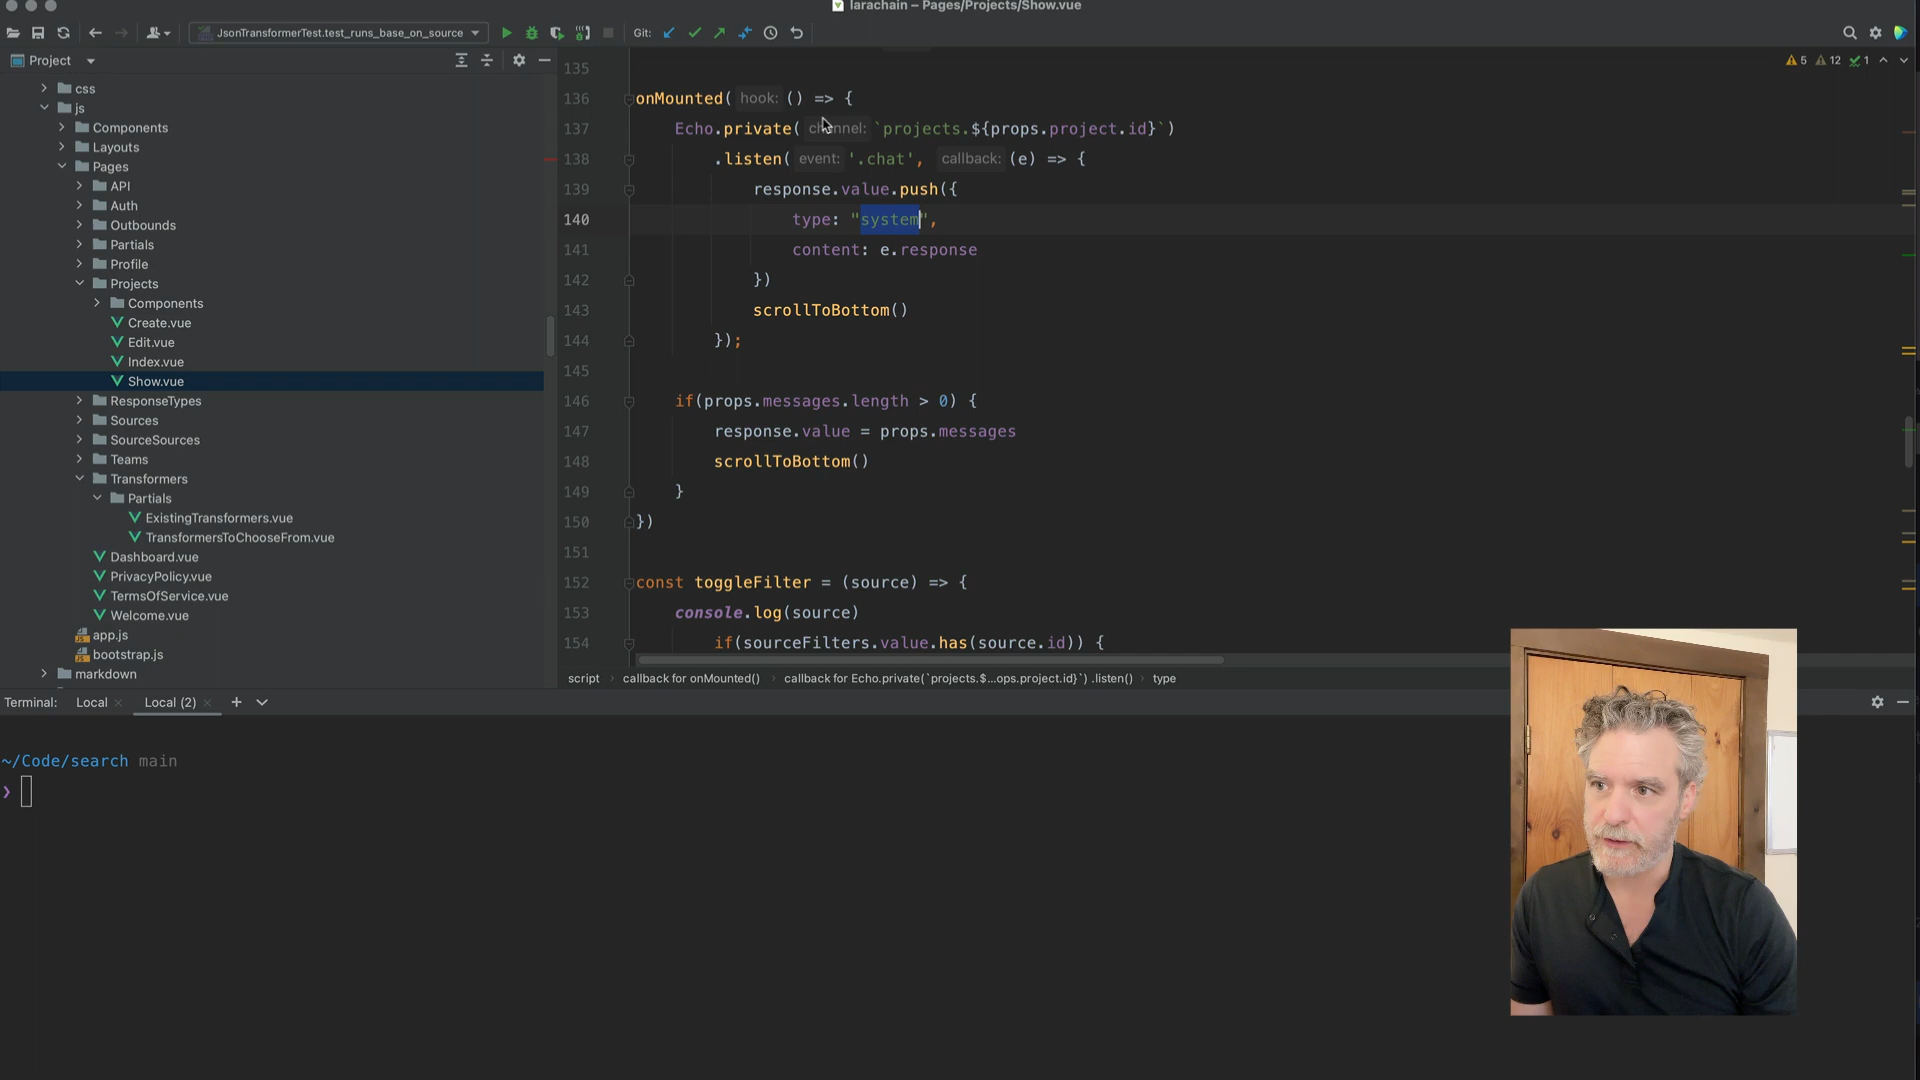 larachain – Pages/Projects/Show.vue
JsonTransformerTest.test_runs_base_on_source
Git:
Project
5 12 1
css
js
Components
Layouts
Pages
API
Auth
Outbounds
Partials
Profile
Projects
Components
Create.vue
Edit.vue
Index.vue
Show.vue
ResponseTypes
Sources
SourceSources
Teams
Transformers
Partials
ExistingTransformers.vue
TransformersToChooseFrom.vue
Dashboard.vue
PrivacyPolicy.vue
TermsOfService.vue
Welcome.vue
app.js
bootstrap.js
markdown
135
136 onMounted( hook: () => {
137 Echo.private( channel: `projects.${props.project.id}`)
138 .listen( event: '.chat', callback: (e) => {
139 response.value.push({
140 type: "system",
141 content: e.response
142 })
143 scrollToBottom()
144 });
145
146 if(props.messages.length > 0) {
147 response.value = props.messages
148 scrollToBottom()
149 }
150 })
151
152 const toggleFilter = (source) => {
153 console.log(source)
154 if(sourceFilters.value.has(source.id)) {
script › callback for onMounted() › callback for Echo.private(`projects.$...ops.project.id}`) .listen() › type
Terminal: Local × Local (2) × +
~/Code/search main
❯